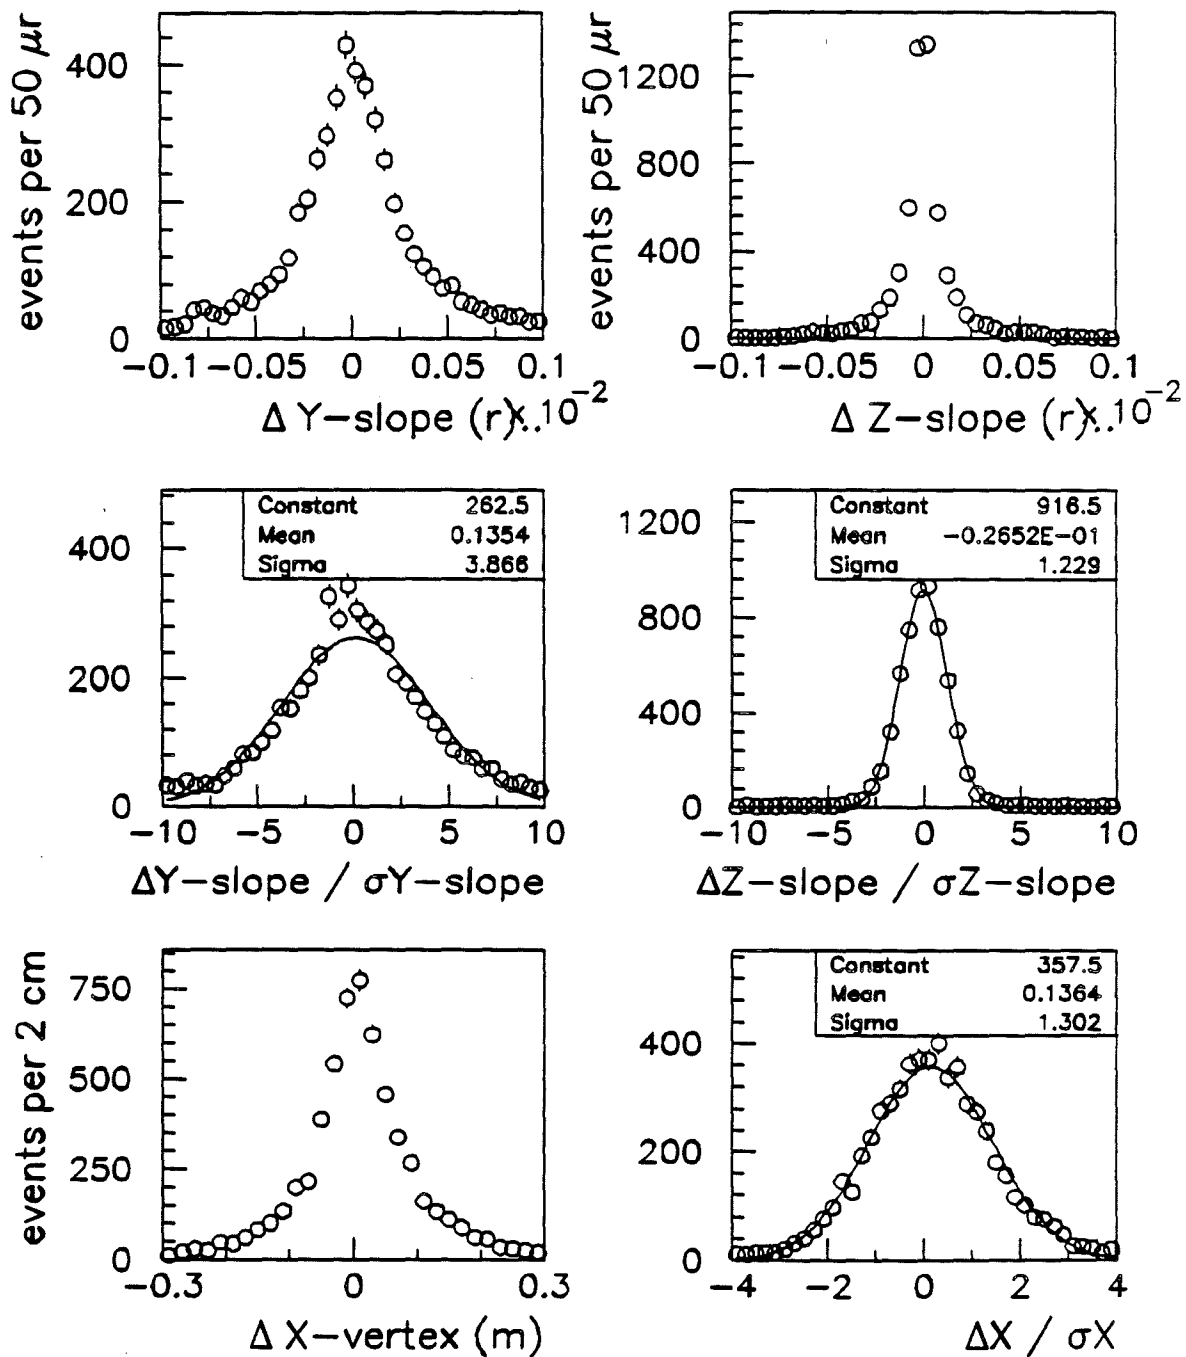 events per 50 μr
400
200
0
−0.1 −0.05 0 0.05 0.1
Δ Y−slope (r) x 10⁻²
events per 50 μr
1200
800
400
0
−0.1 −0.05 0 0.05 0.1
Δ Z−slope (r) x 10⁻²
Constant 262.5
Mean 0.1354
Sigma 3.866
400
200
0
−10 −5 0 5 10
ΔY−slope / σY−slope
Constant 916.5
Mean −0.2652E−01
Sigma 1.229
1200
800
400
0
−10 −5 0 5 10
ΔZ−slope / σZ−slope
events per 2 cm
750
500
250
0
−0.3 0 0.3
Δ X−vertex (m)
Constant 357.5
Mean 0.1364
Sigma 1.302
400
200
0
−4 −2 0 2 4
ΔX / σX